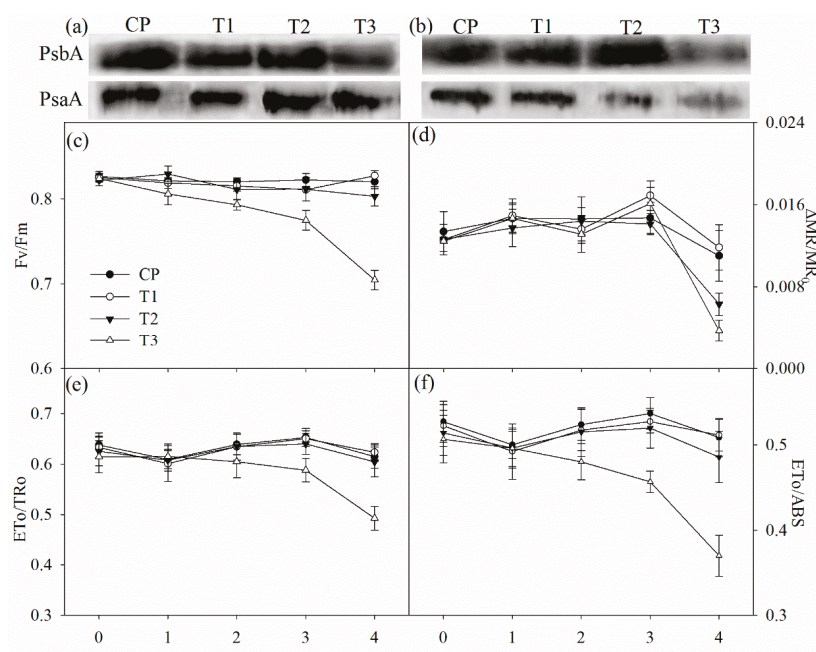 (a) CP T1 T2 T3
(b) CP T1 T2 T3
PsbA
PsaA
(c)
(d)
Fv/Fm
0.8
0.7
0.6
CP
T1
T2
T3
0.024
0.016
0.008
0.000
ΔMR/MR0
(e)
(f)
ETo/TRo
0.7
0.6
0.5
0.4
0.3
0.5
0.4
0.3
ETo/ABS
0 1 2 3 4
0 1 2 3 4